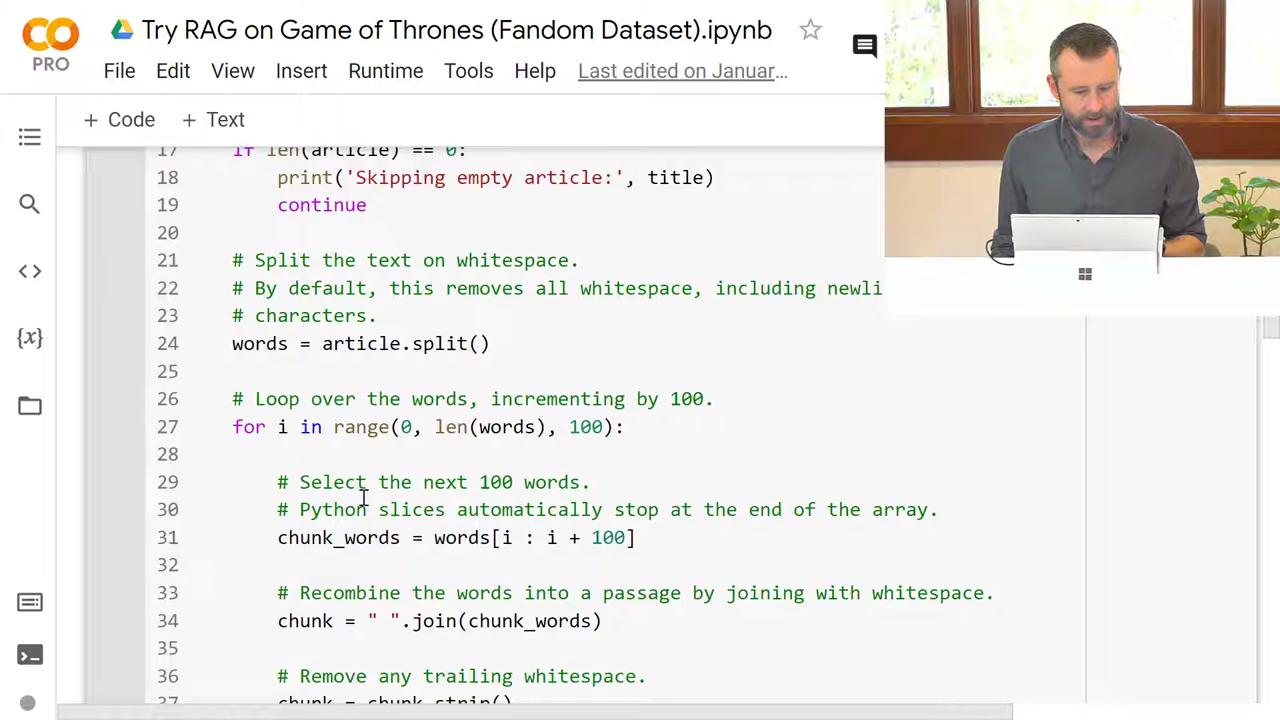 Try RAG on Game of Thrones (Fandom Dataset).ipynb
PRO
File Edit View Insert Runtime Tools Help Last edited on Januar…
+ Code + Text
17 if len(article) == 0:
18 print('Skipping empty article:', title)
19 continue
20
21 # Split the text on whitespace.
22 # By default, this removes all whitespace, including newli
23 # characters.
24 words = article.split()
25
26 # Loop over the words, incrementing by 100.
27 for i in range(0, len(words), 100):
28
29 # Select the next 100 words.
30 # Python slices automatically stop at the end of the array.
31 chunk_words = words[i : i + 100]
32
33 # Recombine the words into a passage by joining with whitespace.
34 chunk = " ".join(chunk_words)
35
36 # Remove any trailing whitespace.
37 chunk = chunk.strip()